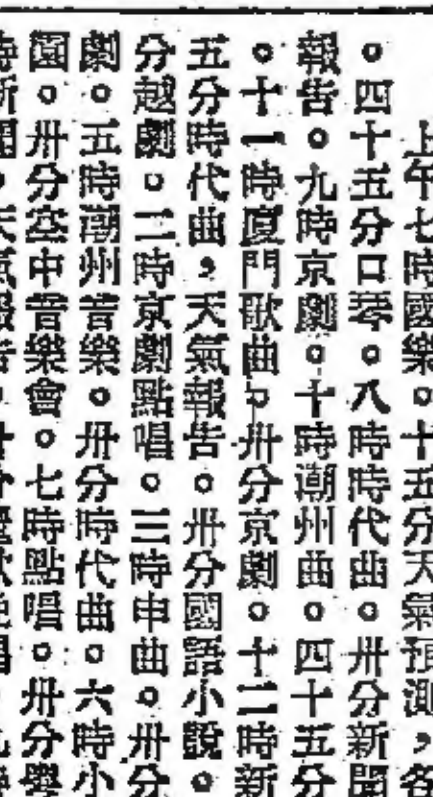 上午七時國樂。十五分天氣預測,各
。四十五分口琴。八時時代曲。卅分新聞
報告。九時京劇。十時潮州曲。四十五分
。十一時廈門歌曲。卅分京劇。十二時新
五分時代曲,天氣報告。卅分國語小說。
分越劇。二時京劇點唱。三時申曲。卅分
劇。五時潮州音樂。卅分時代曲。六時小
園。卅分空中音樂會。七時點唱。卅分學